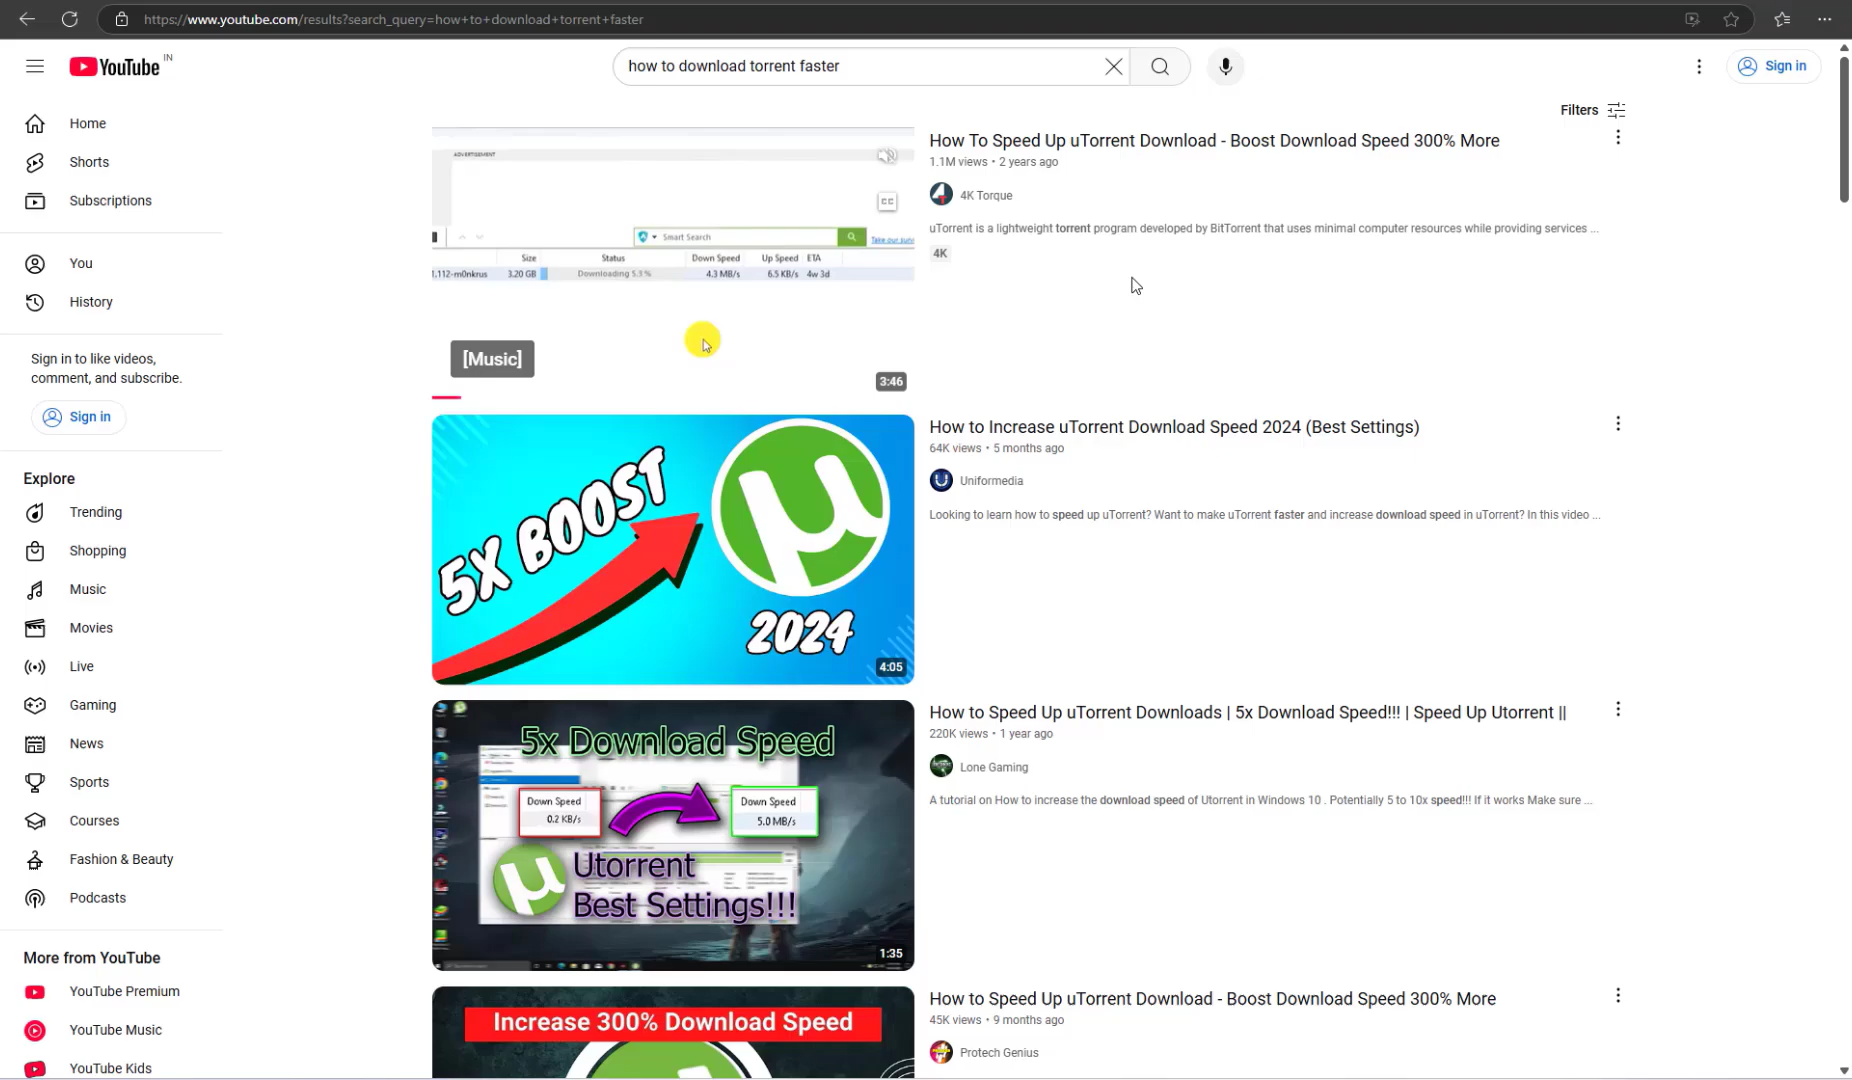 https://www.youtube.com/results?search_query=how+to+download+torrent+faster
YouTube IN
how to download torrent faster
Sign in
Filters
Home
Shorts
Subscriptions
You
History
Sign in to like videos,
comment, and subscribe.
Sign in
Explore
Trending
Shopping
Music
Movies
Live
Gaming
News
Sports
Courses
Fashion & Beauty
Podcasts
More from YouTube
YouTube Premium
YouTube Music
YouTube Kids
ADVERTISEMENT
CC
Smart Search
Take our surv
Size Status Down Speed Up Speed ETA
1.112-m0nkrus 3.20 GB Downloading 5.3 % 4.3 MB/s 6.5 KB/s 4w 3d
[Music]
3:46
How To Speed Up uTorrent Download - Boost Download Speed 300% More
1.1M views • 2 years ago
4K Torque
uTorrent is a lightweight torrent program developed by BitTorrent that uses minimal computer resources while providing services ...
4K
5X BOOST
2024
4:05
How to Increase uTorrent Download Speed 2024 (Best Settings)
64K views • 5 months ago
Uniformedia
Looking to learn how to speed up uTorrent? Want to make uTorrent faster and increase download speed in uTorrent? In this video ...
5x Download Speed
Down Speed
0.2 KB/s
Down Speed
5.0 MB/s
Utorrent
Best Settings!!!
1:35
How to Speed Up uTorrent Downloads | 5x Download Speed!!! | Speed Up Utorrent ||
220K views • 1 year ago
Lone Gaming
A tutorial on How to increase the download speed of Utorrent in Windows 10 . Potentially 5 to 10x speed!!! If it works Make sure ...
Increase 300% Download Speed
How to Speed Up uTorrent Download - Boost Download Speed 300% More
45K views • 9 months ago
Protech Genius